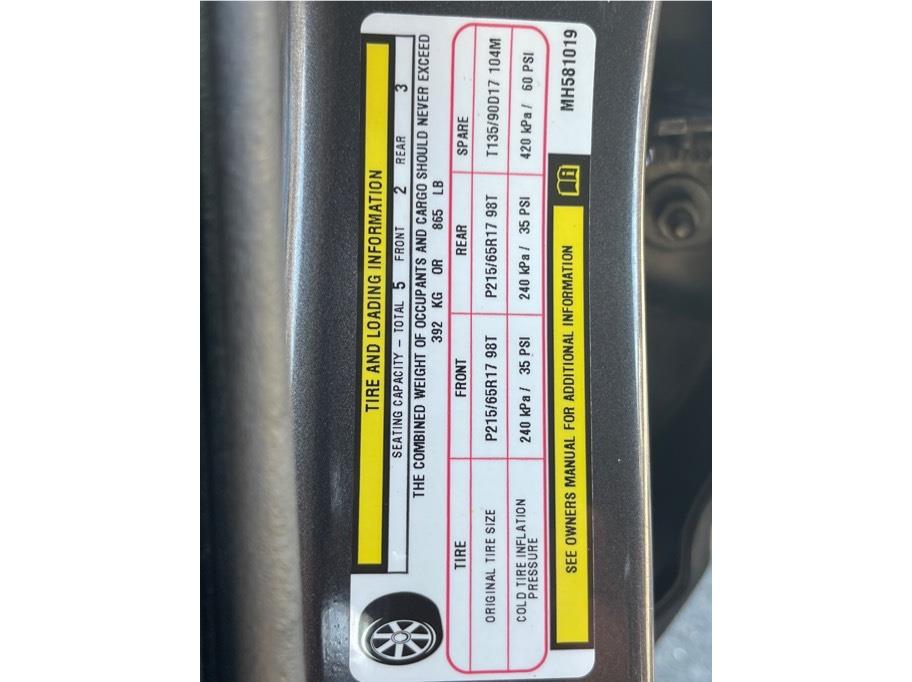 TIRE AND LOADING INFORMATION
SEATING CAPACITY – TOTAL 5 FRONT 2 REAR 3
THE COMBINED WEIGHT OF OCCUPANTS AND CARGO SHOULD NEVER EXCEED
392 KG OR 865 LB
TIRE FRONT REAR SPARE
ORIGINAL TIRE SIZE P215/65R17 98T P215/65R17 98T T135/90D17 104M
COLD TIRE INFLATION
PRESSURE 240 kPa / 35 PSI 240 kPa / 35 PSI 420 kPa / 60 PSI
SEE OWNERS MANUAL FOR ADDITIONAL INFORMATION
MH581019